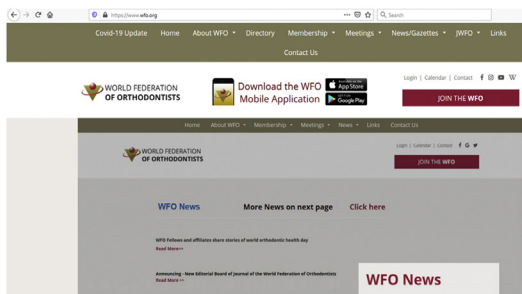 https://www.wfo.org
Search
Covid-19 Update Home About WFO Directory Membership Meetings News/Gazettes JWFO Links
Contact Us
WORLD FEDERATION
OF ORTHODONTISTS
Download the WFO
Mobile Application
App Store
Google Play
Login | Calendar | Contact
JOIN THE WFO
Home About WFO Membership Meetings News Links Contact Us
WORLD FEDERATION
OF ORTHODONTISTS
Login | Calendar | Contact
JOIN THE WFO
WFO News More News on next page Click here
WFO Fellows and affiliates share stories of world orthodontic health day
Read More>>
Announcing - New Editorial Board of Journal of the World Federation of Orthodontists
Read More >>
WFO News